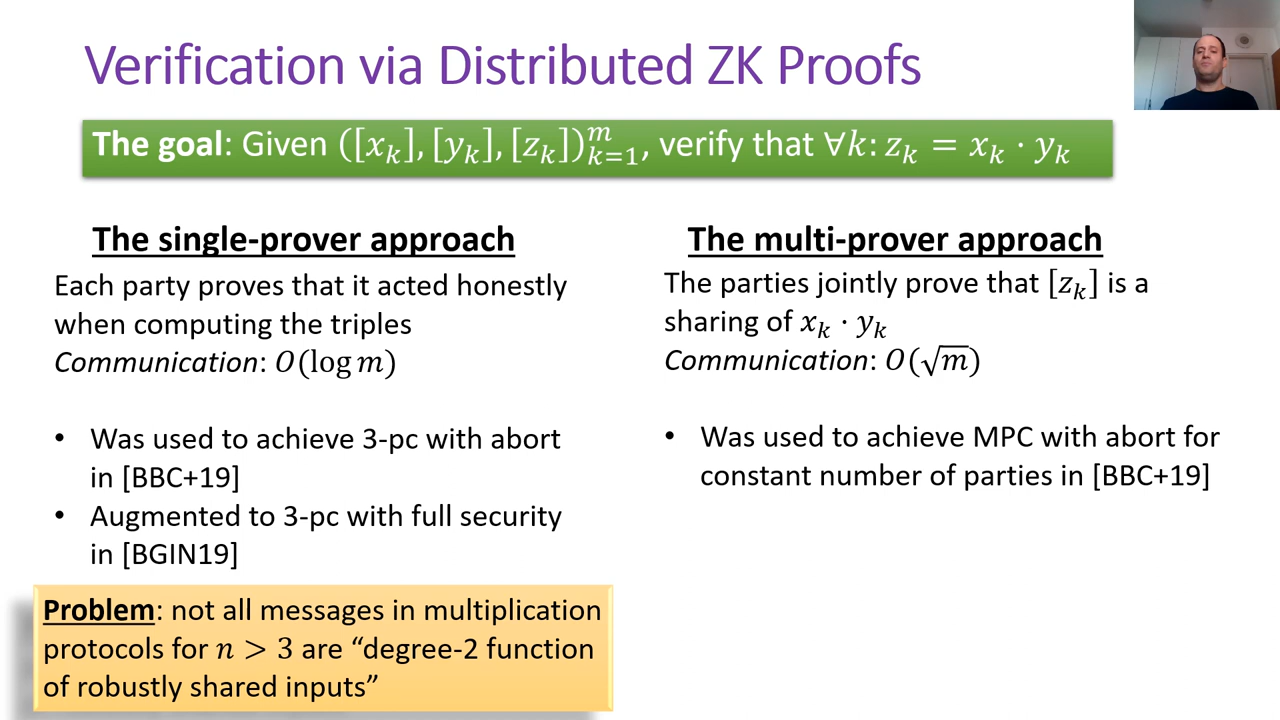 Verification via Distributed ZK Proofs
The goal: Given ([x_k], [y_k], [z_k])_{k=1}^m, verify that ∀k: z_k = x_k · y_k
The single-prover approach
Each party proves that it acted honestly
when computing the triples
Communication: O(log m)
• Was used to achieve 3-pc with abort
in [BBC+19]
• Augmented to 3-pc with full security
in [BGIN19]
Problem: not all messages in multiplication
protocols for n > 3 are “degree-2 function
of robustly shared inputs”
The multi-prover approach
The parties jointly prove that [z_k] is a
sharing of x_k · y_k
Communication: O(√m)
• Was used to achieve MPC with abort for
constant number of parties in [BBC+19]